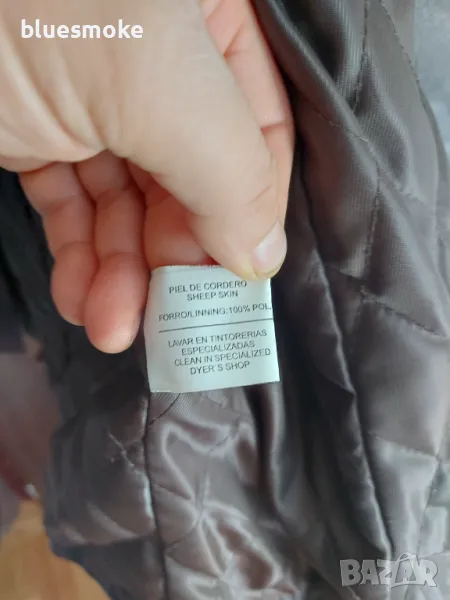 bluesmoke
PIEL DE CORDERO
SHEEP SKIN
FORRO/LINNING: 100% POL.
LAVAR EN TINTORERIAS
ESPECIALIZADAS
CLEAN IN SPECIALIZED
DYER´S SHOP
bazar